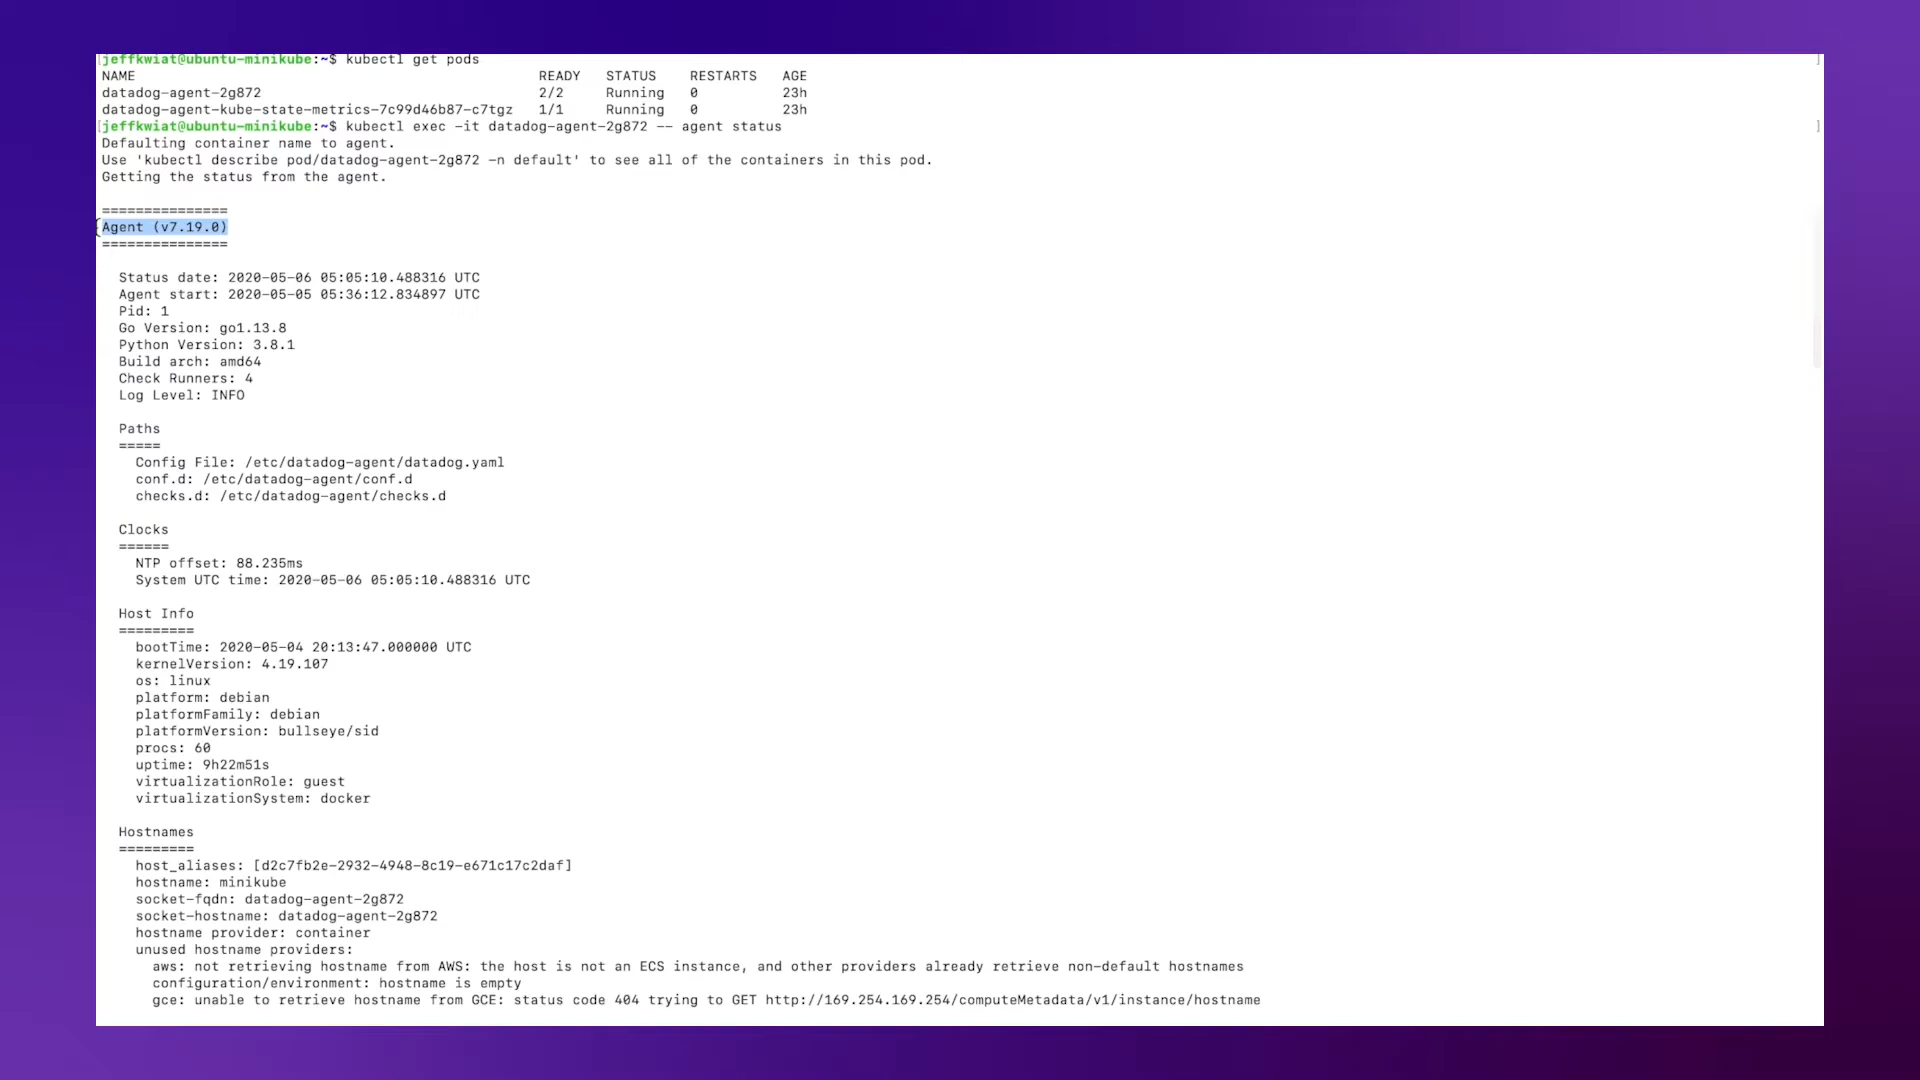 jeffkwiat@ubuntu-minikube:~$ kubectl get pods
NAME READY STATUS RESTARTS AGE
datadog-agent-2g872 2/2 Running 0 23h
datadog-agent-kube-state-metrics-7c99d46b87-c7tgz 1/1 Running 0 23h
[jeffkwiat@ubuntu-minikube:~$ kubectl exec -it datadog-agent-2g872 -- agent status ]
Defaulting container name to agent.
Use 'kubectl describe pod/datadog-agent-2g872 -n default' to see all of the containers in this pod.
Getting the status from the agent.
===============
Agent (v7.19.0)
===============
Status date: 2020-05-06 05:05:10.488316 UTC
Agent start: 2020-05-05 05:36:12.834897 UTC
Pid: 1
Go Version: go1.13.8
Python Version: 3.8.1
Build arch: amd64
Check Runners: 4
Log Level: INFO
Paths
=====
Config File: /etc/datadog-agent/datadog.yaml
conf.d: /etc/datadog-agent/conf.d
checks.d: /etc/datadog-agent/checks.d
Clocks
======
NTP offset: 88.235ms
System UTC time: 2020-05-06 05:05:10.488316 UTC
Host Info
=========
bootTime: 2020-05-04 20:13:47.000000 UTC
kernelVersion: 4.19.107
os: linux
platform: debian
platformFamily: debian
platformVersion: bullseye/sid
procs: 60
uptime: 9h22m51s
virtualizationRole: guest
virtualizationSystem: docker
Hostnames
=========
host_aliases: [d2c7fb2e-2932-4948-8c19-e671c17c2daf]
hostname: minikube
socket-fqdn: datadog-agent-2g872
socket-hostname: datadog-agent-2g872
hostname provider: container
unused hostname providers:
aws: not retrieving hostname from AWS: the host is not an ECS instance, and other providers already retrieve non-default hostnames
configuration/environment: hostname is empty
gce: unable to retrieve hostname from GCE: status code 404 trying to GET http://169.254.169.254/computeMetadata/v1/instance/hostname